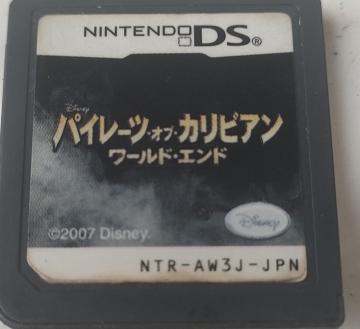 NINTENDO DS®
Disney
パイレーツ・オブ・カリビアン
ワールド・エンド
Disney
©2007 Disney.
NTR-AW3J-JPN